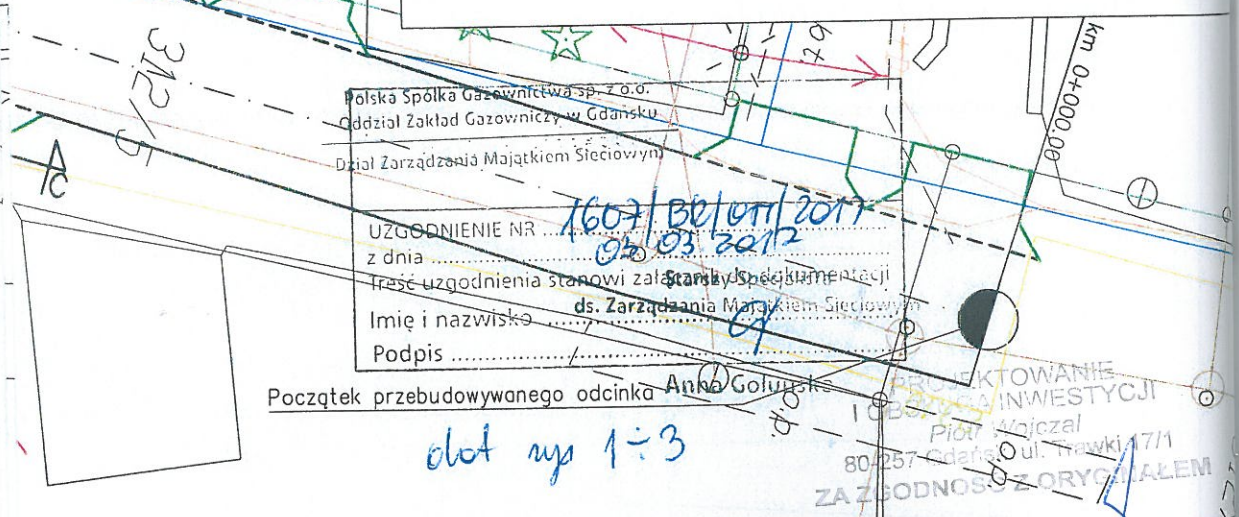 km 0+000,00
67.
312/5
A
C
Polska Spółka Gazownictwa sp. z o.o.
Oddział Zakład Gazowniczy w Gdańsku
Dział Zarządzania Majątkiem Sieciowym
UZGODNIENIE NR 1607/BR/OTT/2017
z dnia 03 03 2017
Treść uzgodnienia stanowi załącznik do dokumentacji
Starszy Specjalista
ds. Zarządzania Majątkiem Sieciowym
Imię i nazwisko
Podpis
Anna
Początek przebudowywanego odcinka
dot rys 1÷3
o.p.
o.p.
PROJEKTOWANIE
I OBSŁUGA INWESTYCJI
Piotr Wojczal
80-257 Gdańsk ul. Trawki 17/1
ZA ZGODNOŚĆ Z ORYGINAŁEM